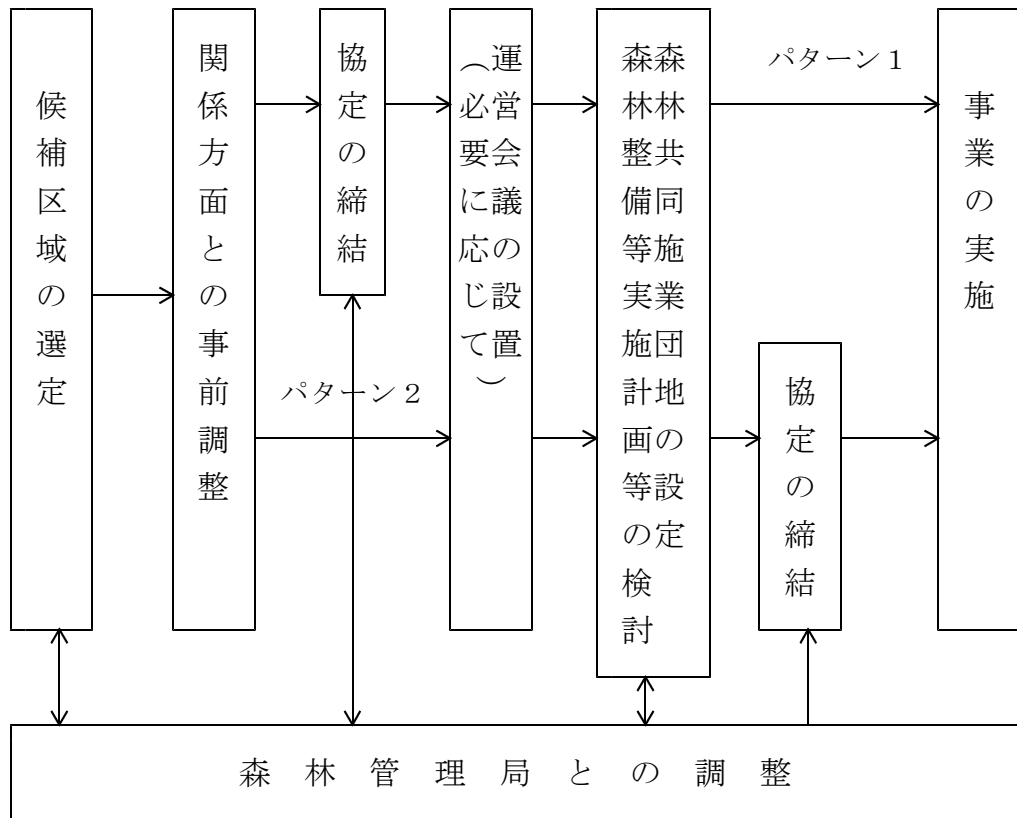 候補区域の選定
関係方面との事前調整
協定の締結
パターン２
運営会議の設置
（必要に応じて）
森林共同施業団地の設定
森林整備等実施計画等の検討
パターン１
協定の締結
事業の実施
森林管理局との調整